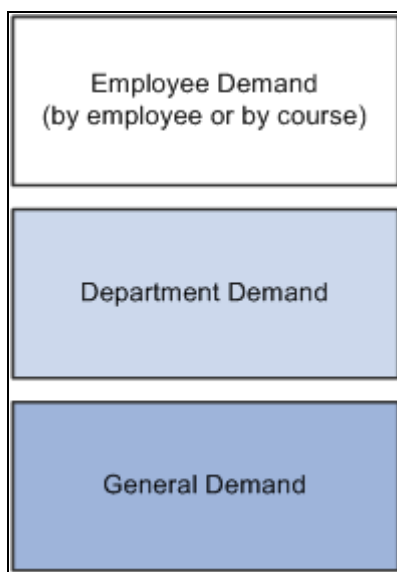 Employee Demand
(by employee or by course)
Department Demand
General Demand